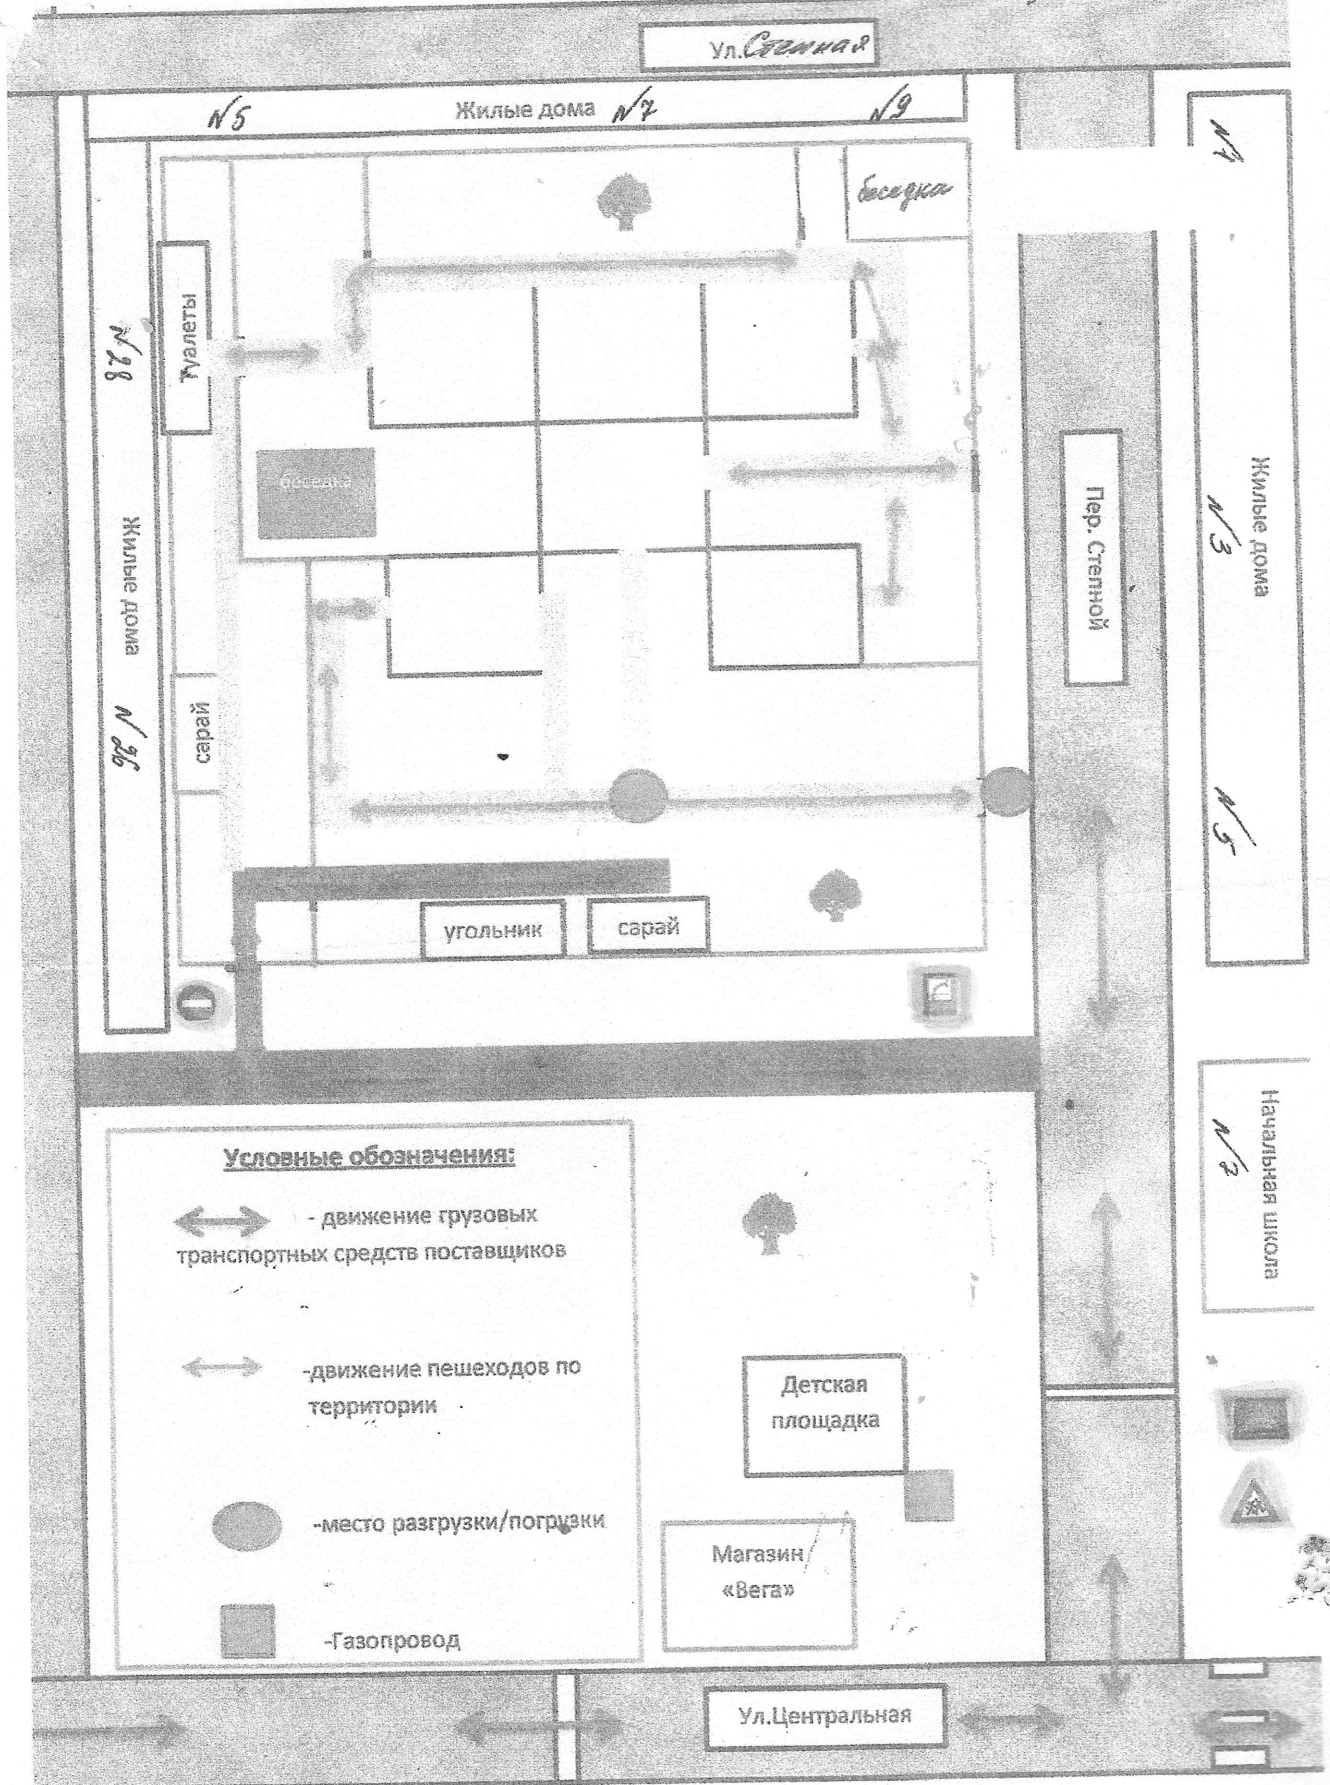 Ул. Степная
№5 Жилые дома №7 №9
№1
беседка
туалеты
№28
беседка
Жилые дома
№3
Пер. Степной
Жилые дома
№26
сарай
№5
угольник
сарай
Условные обозначения:
- движение грузовых
транспортных средств поставщиков
-движение пешеходов по
территории
-место разгрузки/погрузки
-Газопровод
Начальная школа
№2
Детская
площадка
Магазин
«Вега»
Ул.Центральная